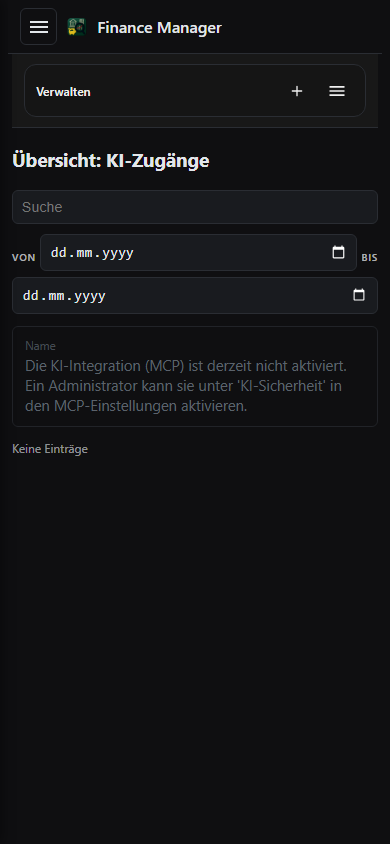 Finance Manager
Verwalten
Übersicht: KI-Zugänge
Suche
VON dd.mm.yyyy BIS
dd.mm.yyyy
Name
Die KI-Integration (MCP) ist derzeit nicht aktiviert.
Ein Administrator kann sie unter 'KI-Sicherheit' in
den MCP-Einstellungen aktivieren.
Keine Einträge